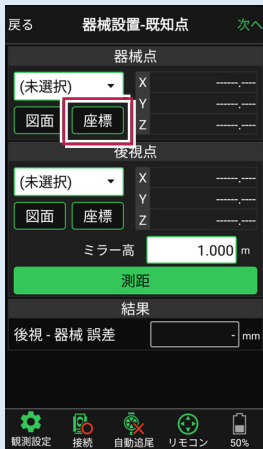 戻る 器械設置-既知点 次へ
器械点
(未選択) X ------.---
Y ------.---
図面 座標 Z ------.---
後視点
(未選択) X ------.---
Y ------.---
図面 座標 Z ------.---
ミラー高 1.000 m
測距
結果
後視 - 器械 誤差 - mm
観測設定 接続 自動追尾 リモコン 50%